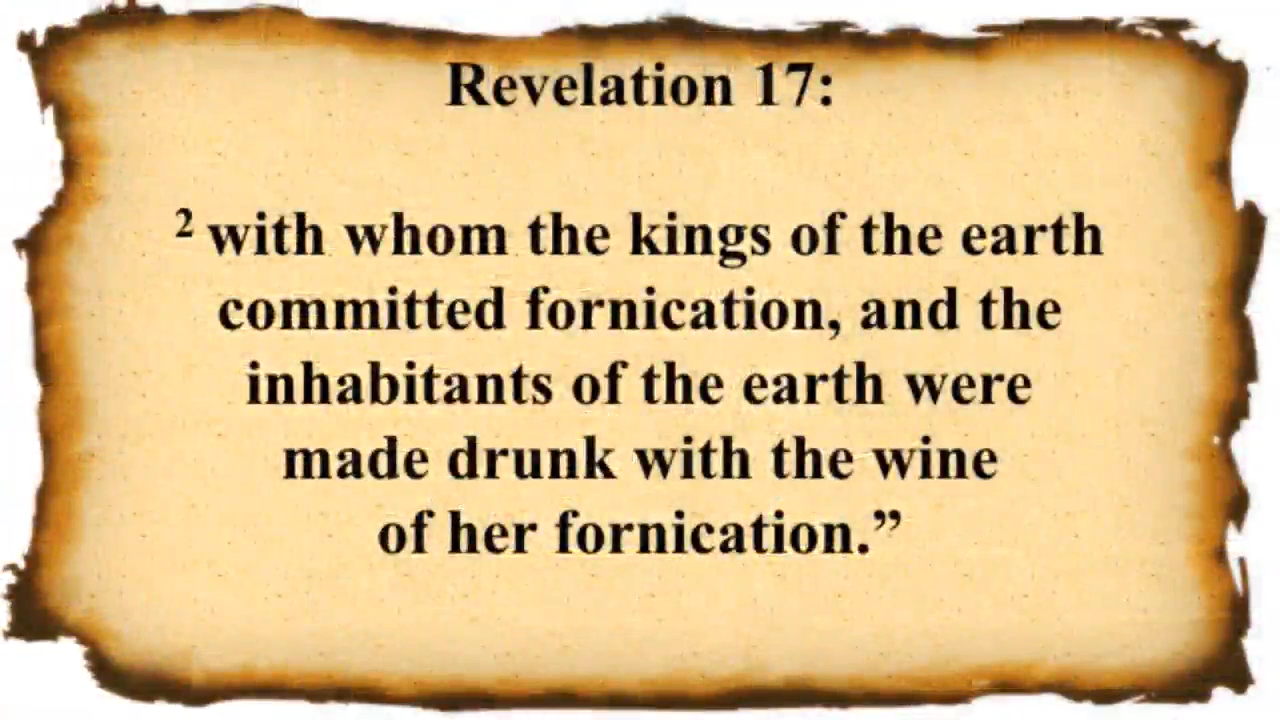 Revelation 17:
² with whom the kings of the earth
committed fornication, and the
inhabitants of the earth were
made drunk with the wine
of her fornication.”